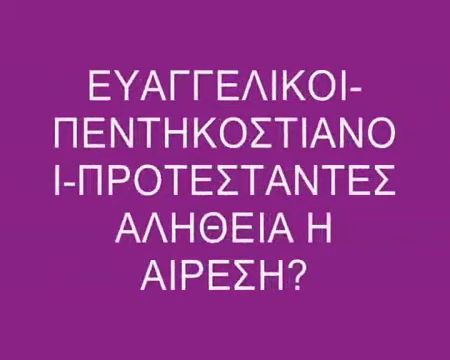 ΕΥΑΓΓΕΛΙΚΟΙ-
ΠΕΝΤΗΚΟΣΤΙΑΝΟ
Ι-ΠΡΟΤΕΣΤΑΝΤΕΣ
ΑΛΗΘΕΙΑ Η
ΑΙΡΕΣΗ?